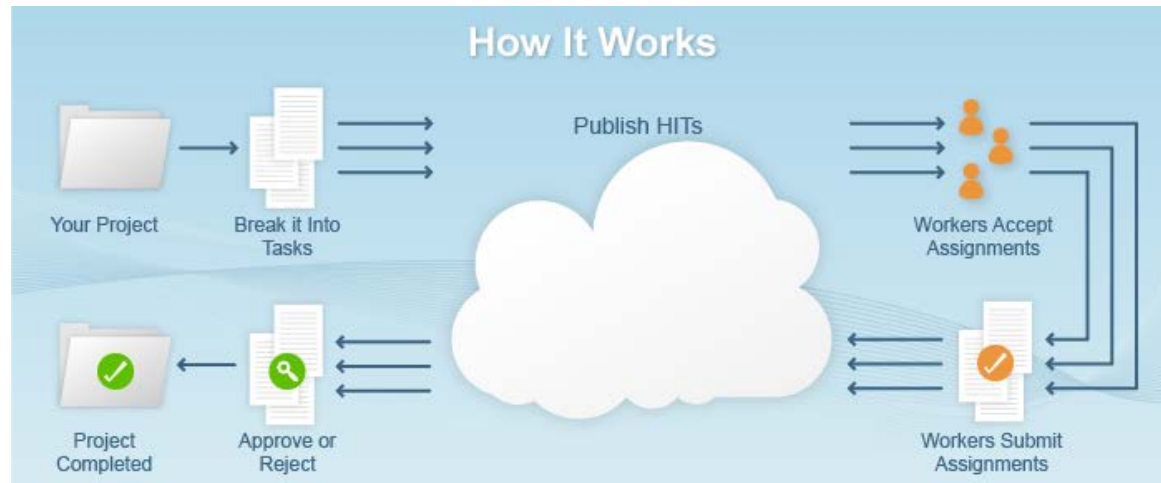 How It Works
Publish HITs
Your Project
Break it Into
Tasks
Workers Accept
Assignments
Project
Completed
Approve or
Reject
Workers Submit
Assignments